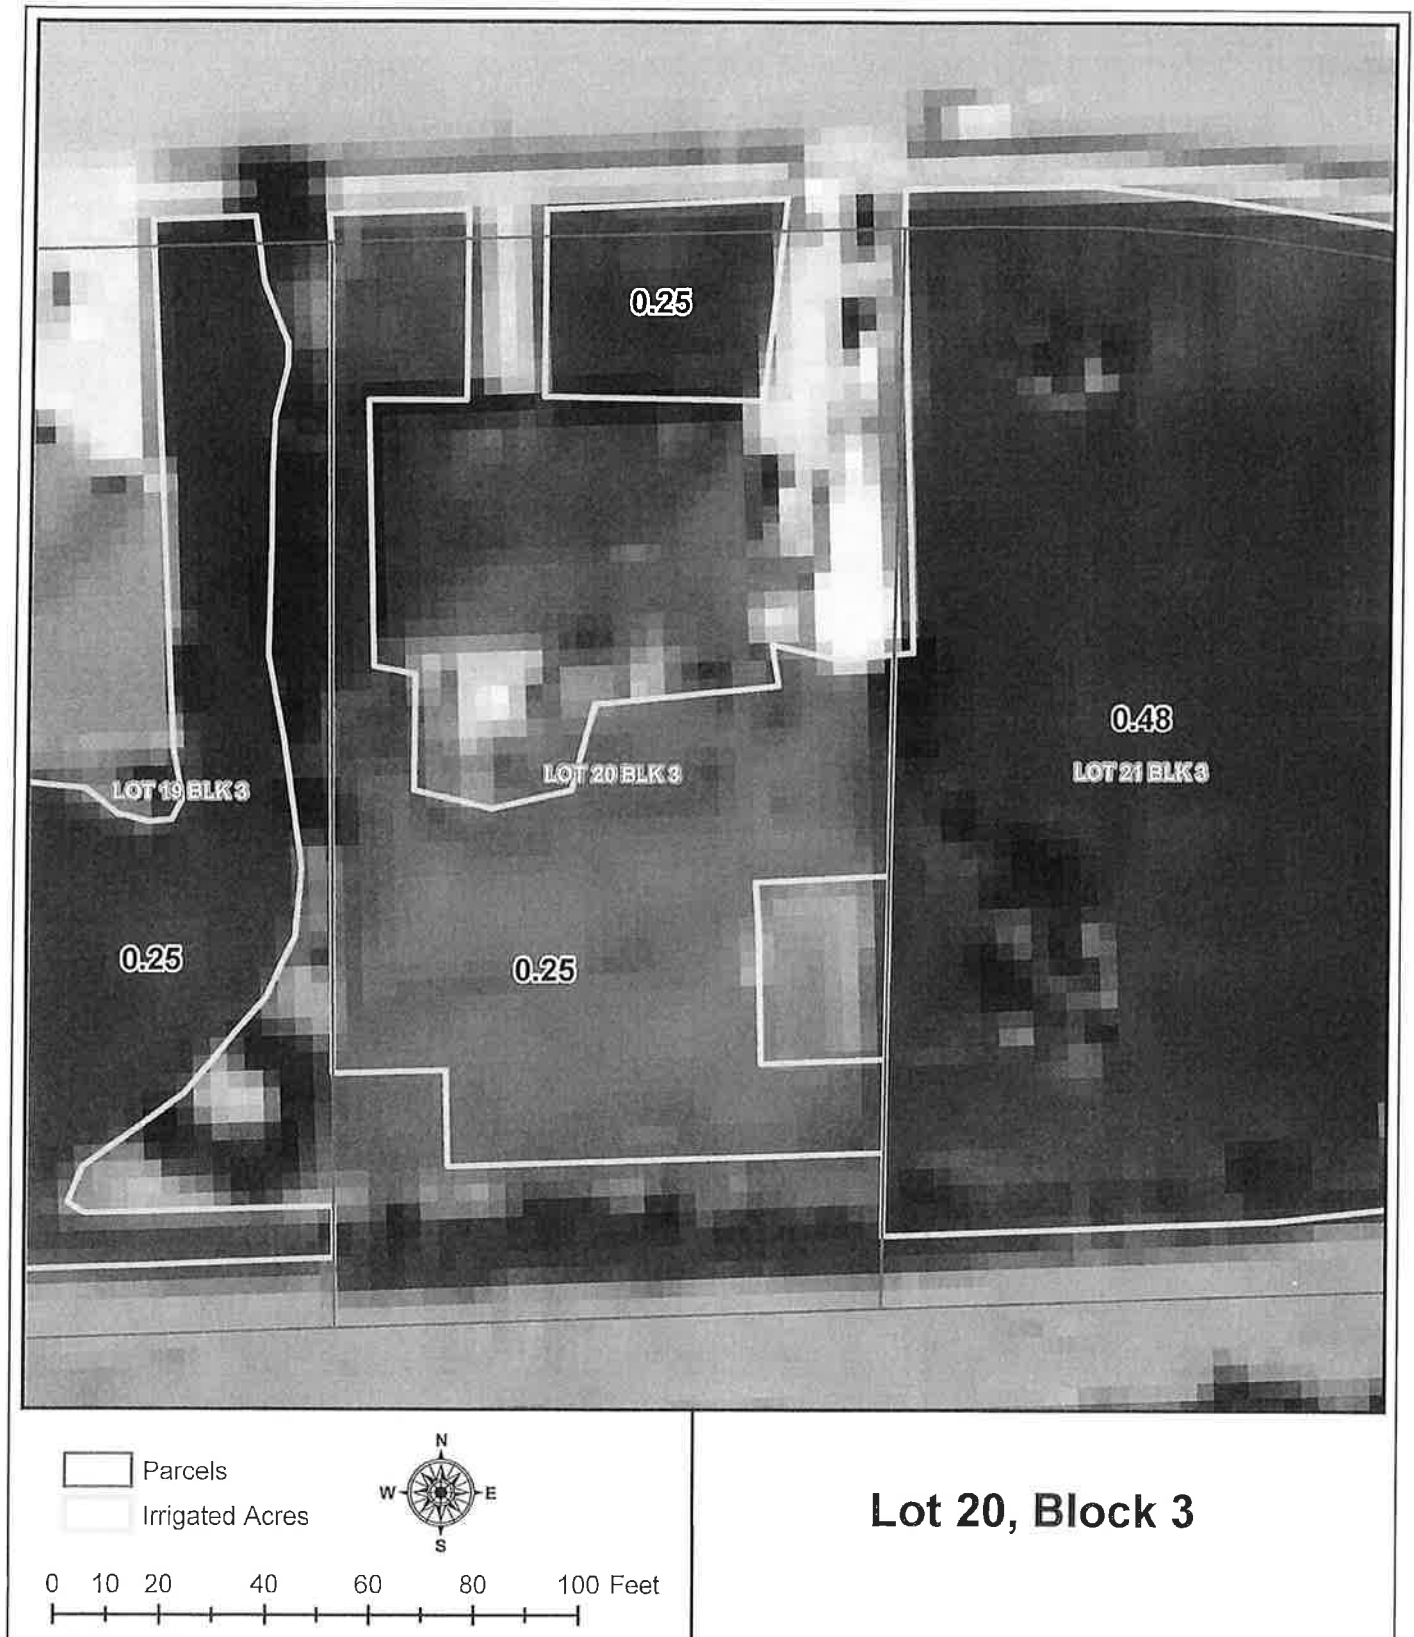 0.25
0.48
LOT 20 BLK 3
LOT 21 BLK 3
LOT 19 BLK 3
0.25
0.25
Parcels
Irrigated Acres
N
W
E
S
0 10 20 40 60 80 100 Feet
Lot 20, Block 3